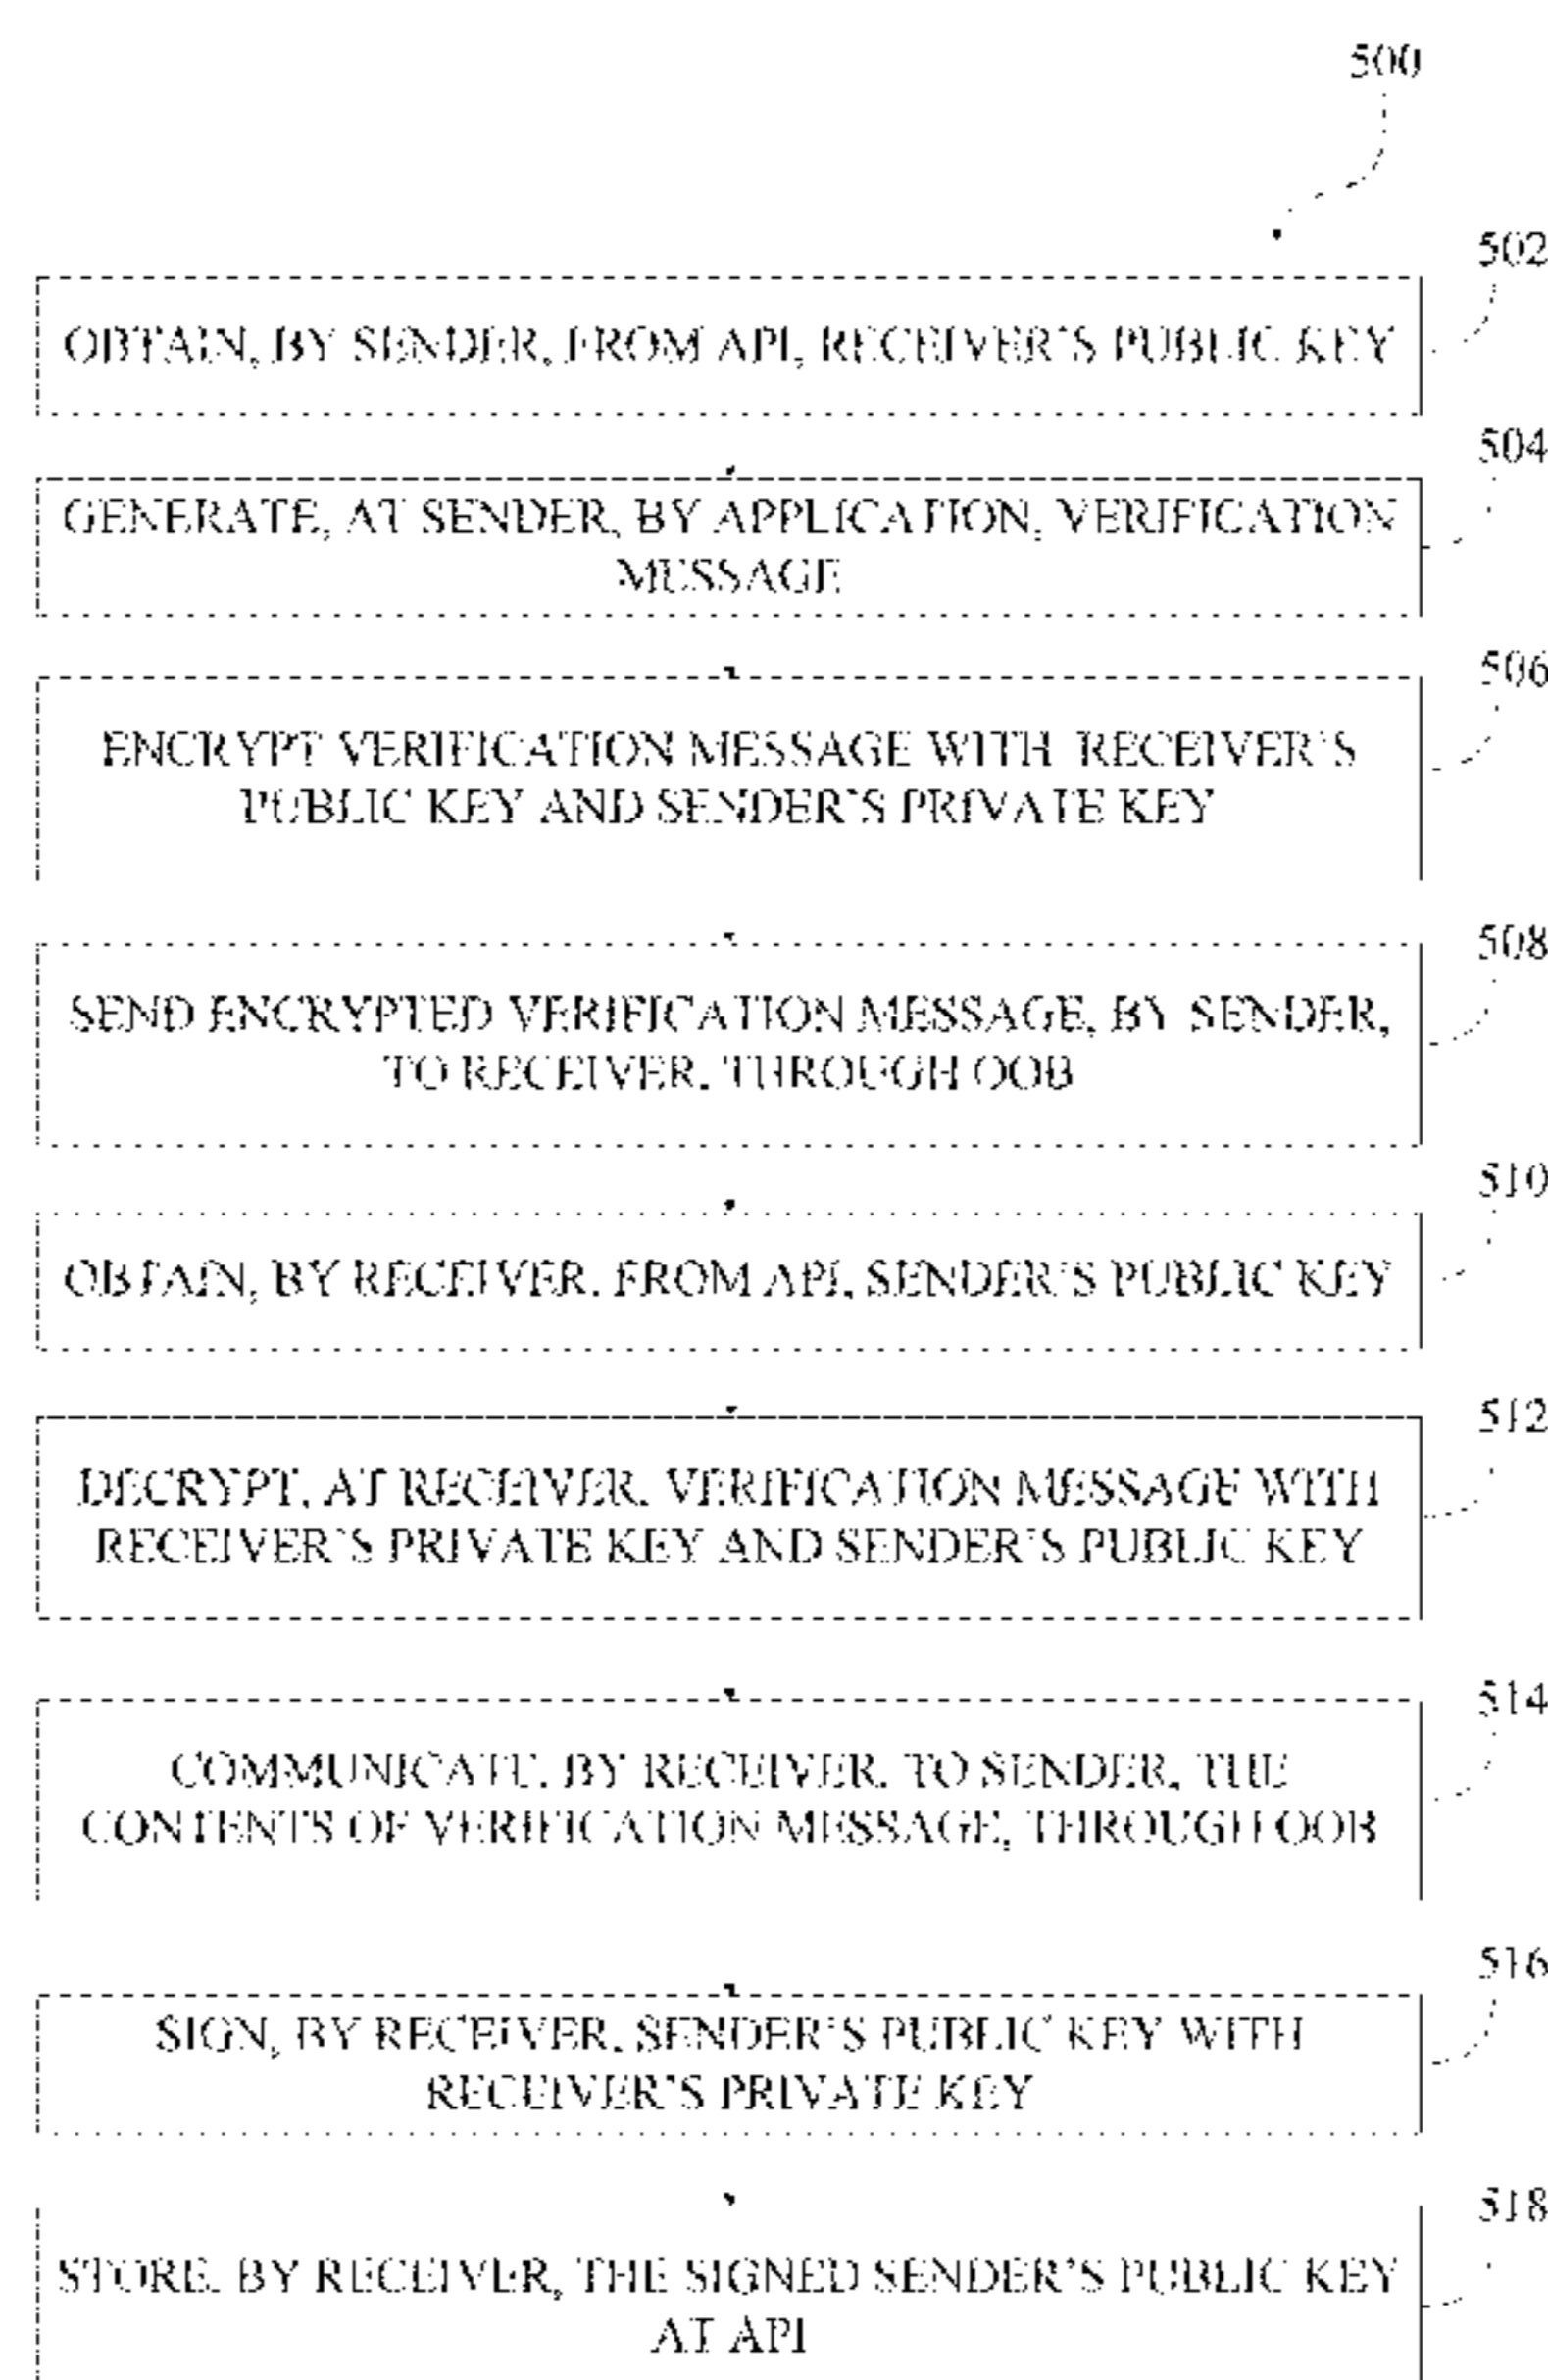 500
502
OBTAIN, BY SENDER, FROM API, RECEIVER'S PUBLIC KEY
504
GENERATE, AT SENDER, BY APPLICATION, VERIFICATION
MESSAGE
506
ENCRYPT VERIFICATION MESSAGE WITH RECEIVER'S
PUBLIC KEY AND SENDER'S PRIVATE KEY
508
SEND ENCRYPTED VERIFICATION MESSAGE, BY SENDER,
TO RECEIVER, THROUGH OOB
510
OBTAIN, BY RECEIVER, FROM API, SENDER'S PUBLIC KEY
512
DECRYPT, AT RECEIVER, VERIFICATION MESSAGE WITH
RECEIVER'S PRIVATE KEY AND SENDER'S PUBLIC KEY
514
COMMUNICATE, BY RECEIVER, TO SENDER, THE
CONTENTS OF VERIFICATION MESSAGE, THROUGH OOB
516
SIGN, BY RECEIVER, SENDER'S PUBLIC KEY WITH
RECEIVER'S PRIVATE KEY
518
STORE, BY RECEIVER, THE SIGNED SENDER'S PUBLIC KEY
AT API